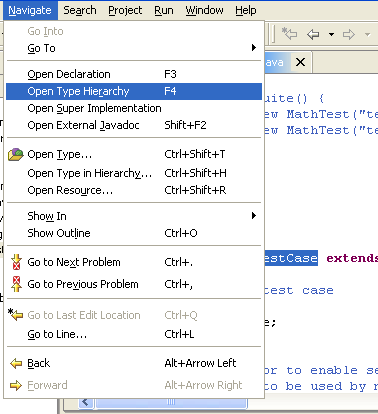 Navigate Search Project Run Window Help
Go Into
Go To
Open Declaration F3
Open Type Hierarchy F4
Open Super Implementation
Open External Javadoc Shift+F2
Open Type... Ctrl+Shift+T
Open Type in Hierarchy... Ctrl+Shift+H
Open Resource... Ctrl+Shift+R
Show In
Show Outline Ctrl+O
Go to Next Problem Ctrl+.
Go to Previous Problem Ctrl+,
Go to Last Edit Location Ctrl+Q
Go to Line... Ctrl+L
Back Alt+Arrow Left
Forward Alt+Arrow Right
ava
uite() {
ew MathTest("te
ew MathTest("te
estCase extends
test case
e;
or to enable se
to be used by r